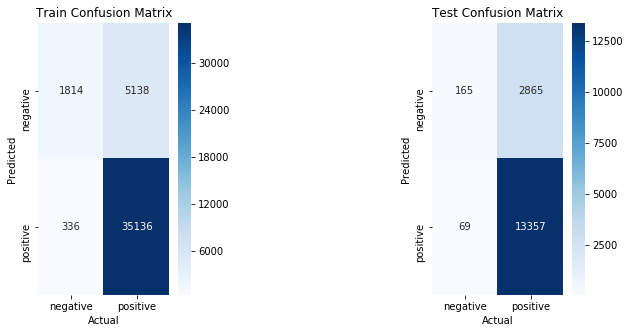 Train Confusion Matrix
Predicted
negative
positive
1814 5138
336 35136
negative positive
Actual
30000
24000
18000
12000
6000
Test Confusion Matrix
Predicted
negative
positive
165 2865
69 13357
negative positive
Actual
12500
10000
7500
5000
2500